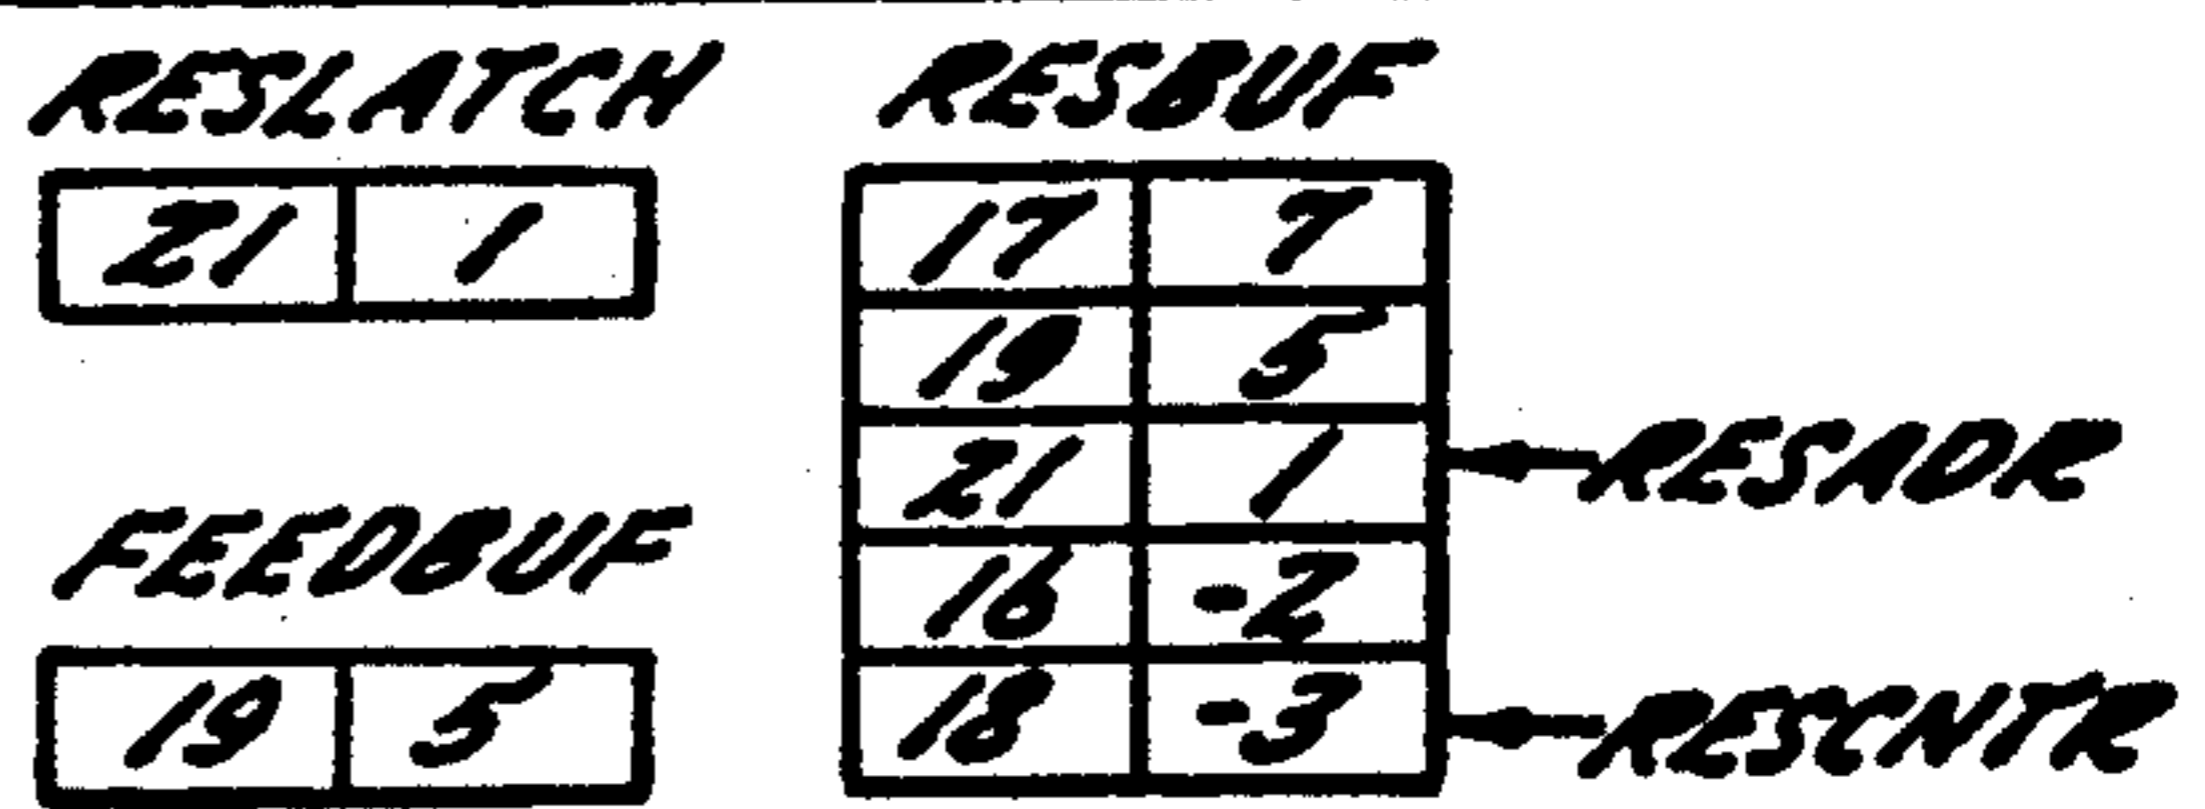 RESLATCH RESBUF
21 1
17 7
19 5
21 1 RESADR
FEEDBUF
16 -2
19 5
18 -3 RESCNTR